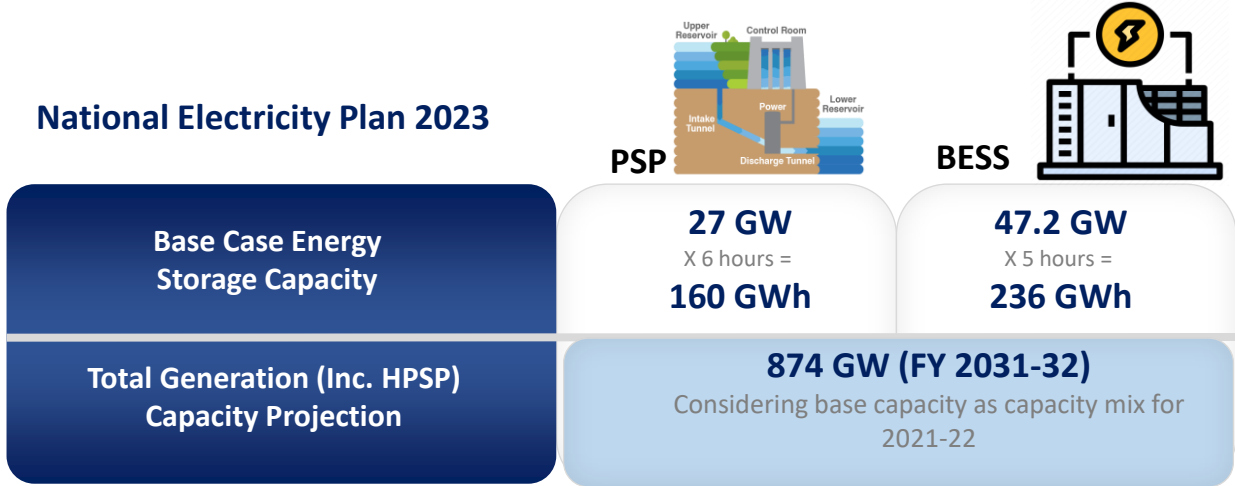 National Electricity Plan 2023
Upper
Reservoir
Control Room
Lower
Reservoir
Power
Intake
Tunnel
Discharge Tunnel
PSP
BESS
Base Case Energy
Storage Capacity
27 GW
X 6 hours =
160 GWh
47.2 GW
X 5 hours =
236 GWh
Total Generation (Inc. HPSP)
Capacity Projection
874 GW (FY 2031-32)
Considering base capacity as capacity mix for
2021-22